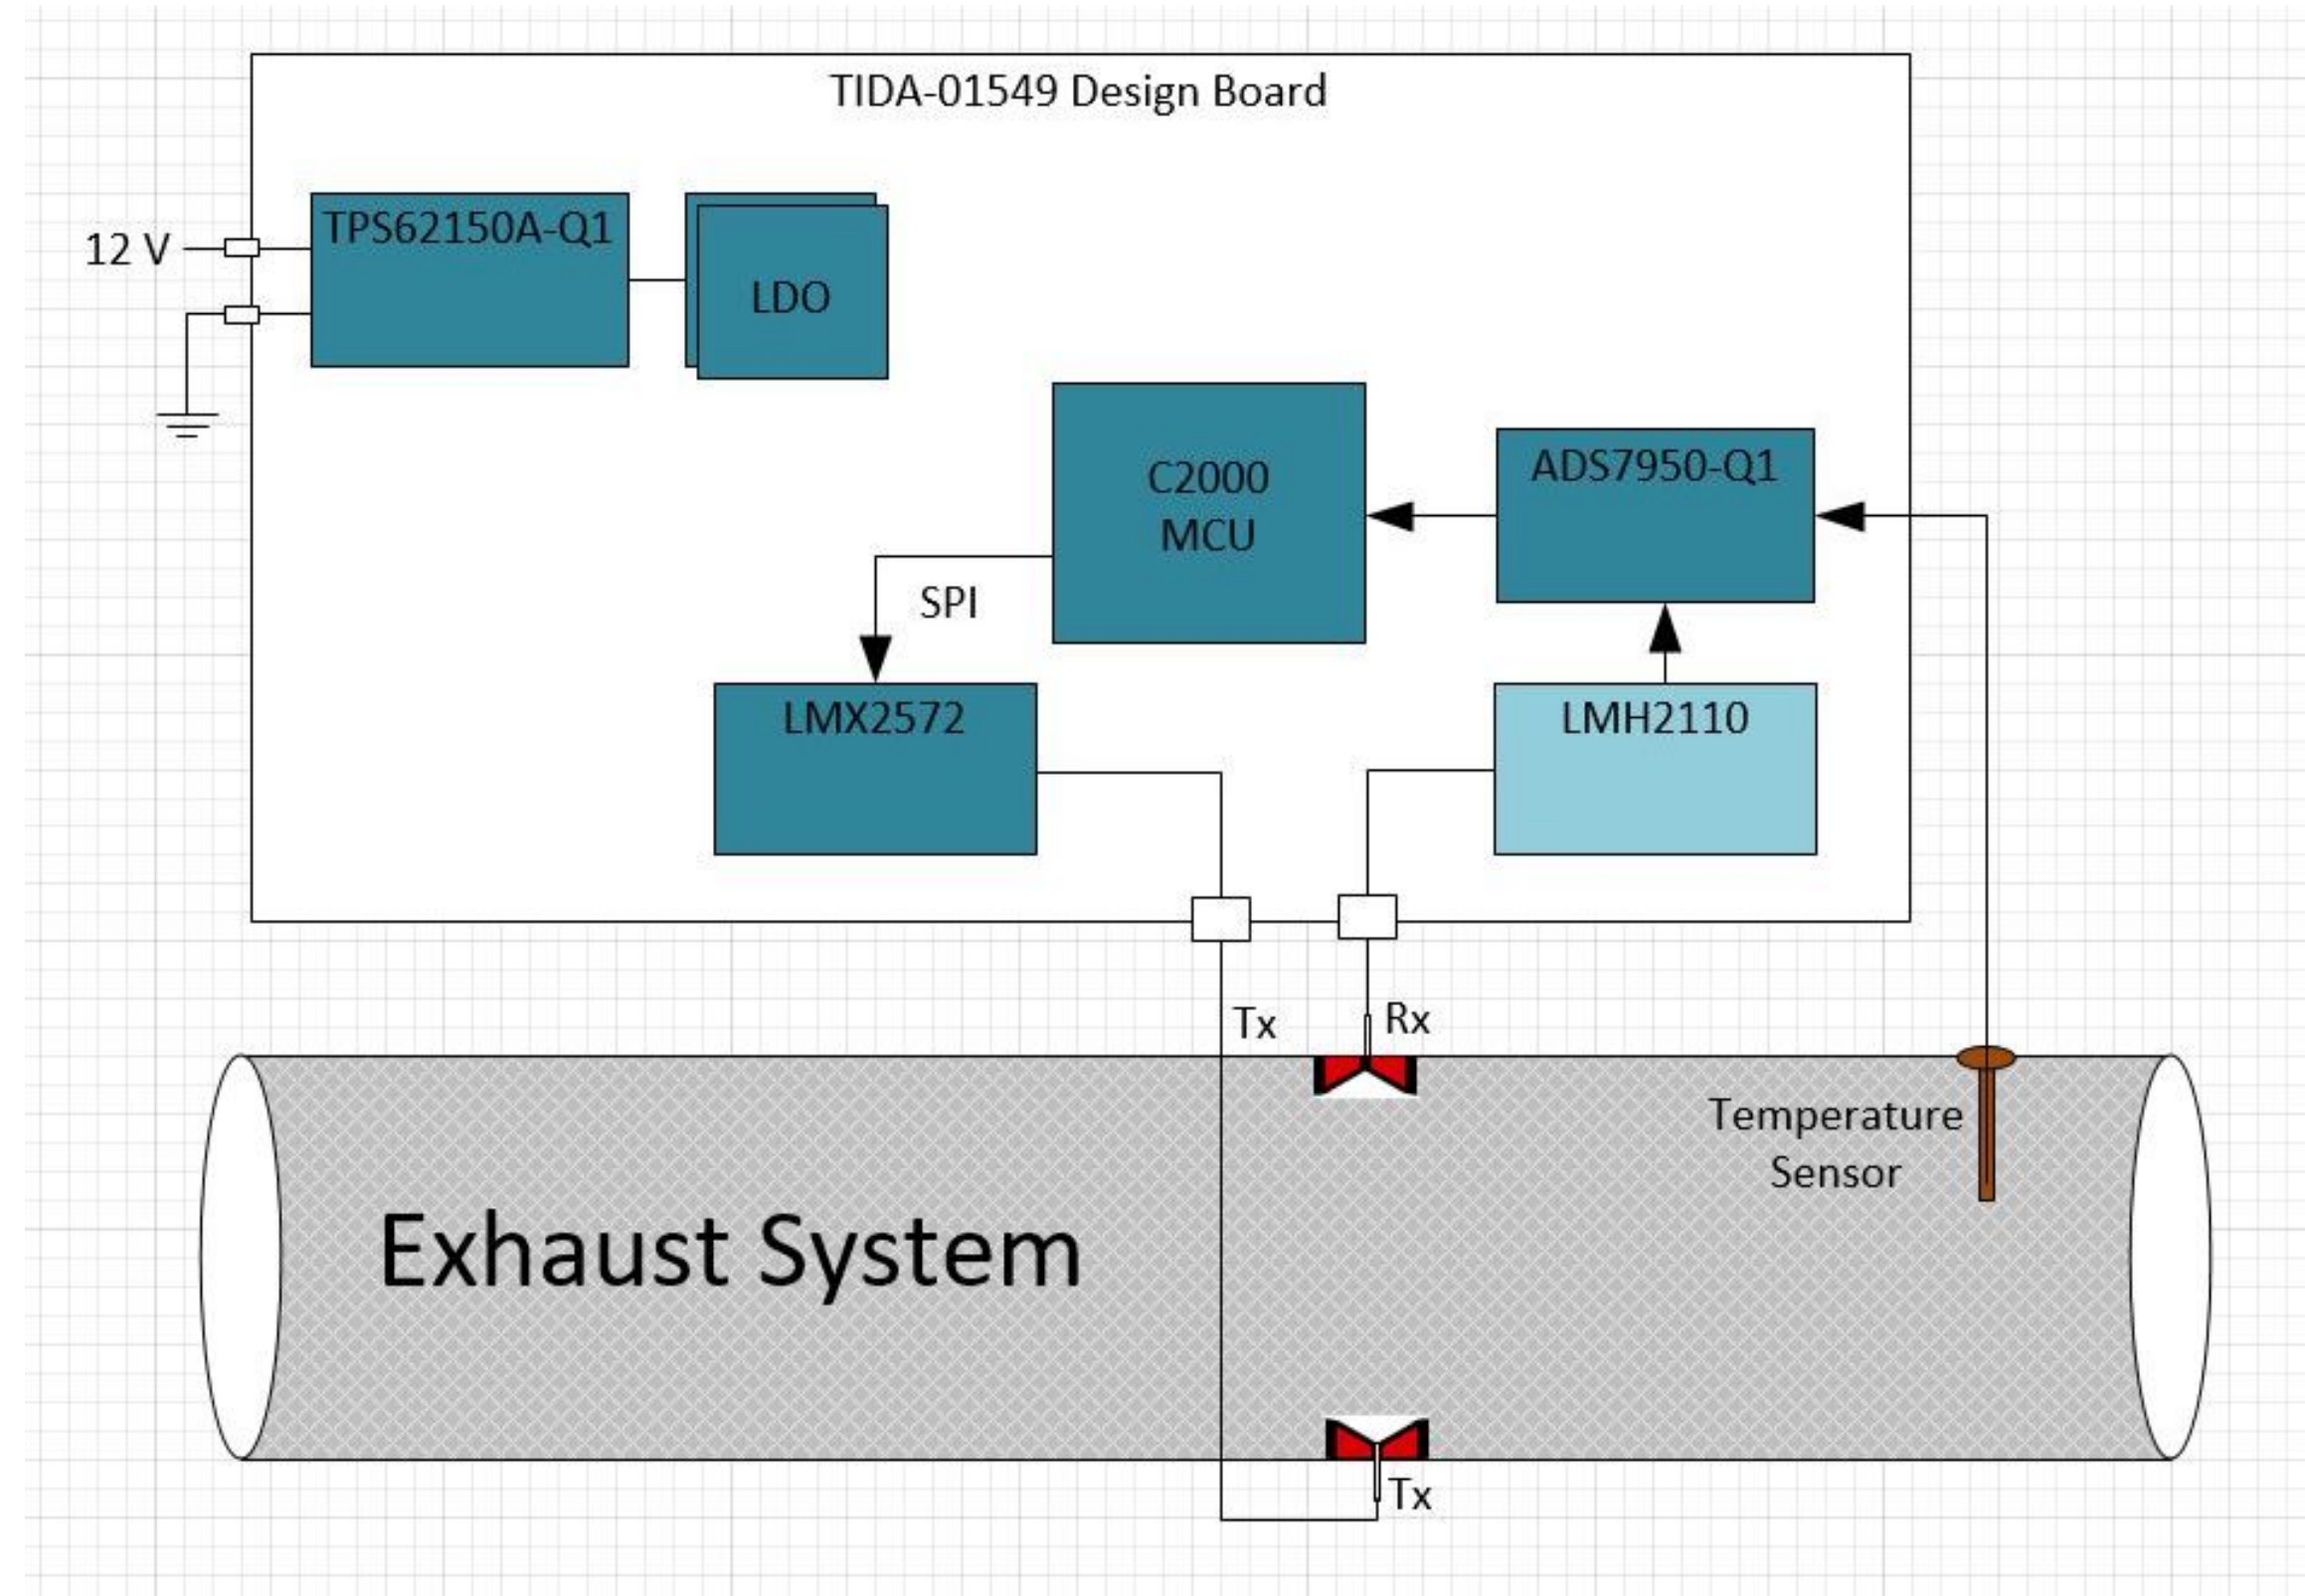 TIDA-01549 Design Board
12 V
TPS62150A-Q1
LDO
C2000
MCU
ADS7950-Q1
SPI
LMX2572
LMH2110
Tx
Rx
Temperature
Sensor
Exhaust System
Tx